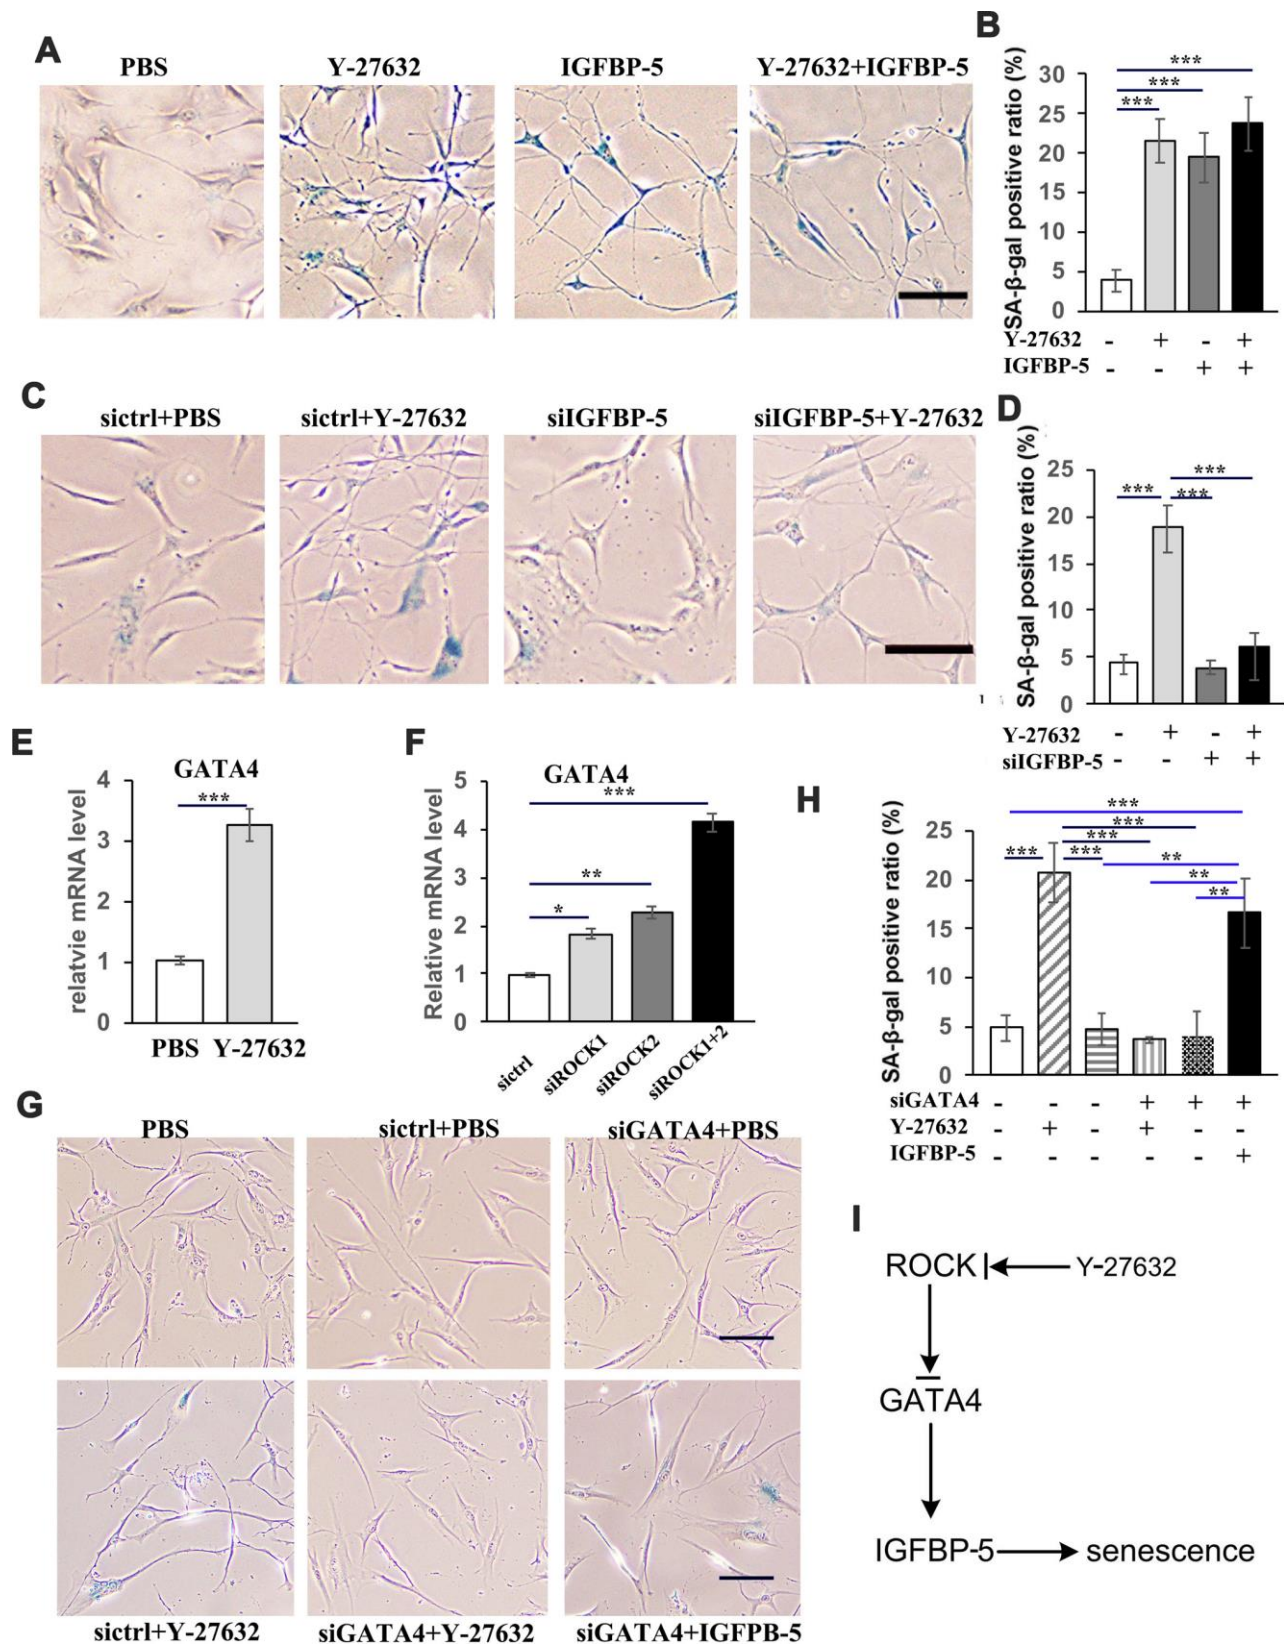 A
PBS
Y-27632
IGFBP-5
Y-27632+IGFBP-5
B
SA-β-gal positive ratio (%)
30
25
20
15
10
5
0
***
***
***
Y-27632 - + - +
IGFBP-5 - - + +
C
sictrl+PBS
sictrl+Y-27632
siIGFBP-5
siIGFBP-5+Y-27632
D
SA-β-gal positive ratio (%)
25
20
15
10
5
0
***
***
***
Y-27632 - + - +
siIGFBP-5 - - + +
E
GATA4
relatvie mRNA level
4
3
2
1
0
***
PBS Y-27632
F
GATA4
Relative mRNA level
5
4
3
2
1
0
***
**
*
sictrl
siROCK1
siROCK2
siROCK1+2
H
SA-β-gal positive ratio (%)
25
20
15
10
5
0
***
***
***
*** *** **
**
**
siGATA4 - - - + + +
Y-27632 - + - + - -
IGFBP-5 - - - - - +
G
PBS
sictrl+PBS
siGATA4+PBS
sictrl+Y-27632
siGATA4+Y-27632
siGATA4+IGFPB-5
I
ROCK
Y-27632
GATA4
IGFBP-5
senescence